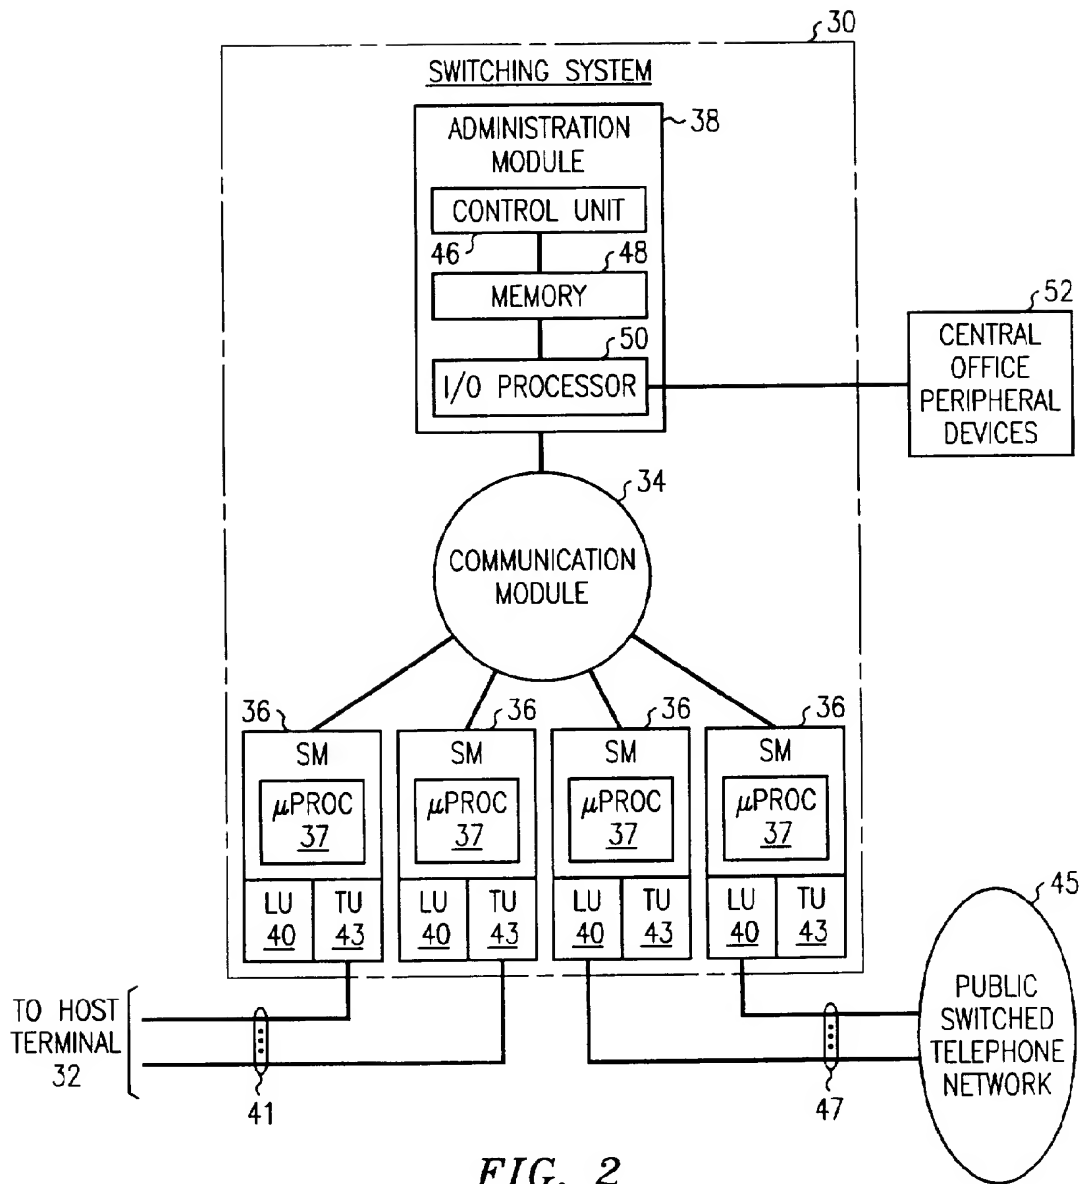 30
SWITCHING SYSTEM
38
ADMINISTRATION
MODULE
CONTROL UNIT
46
48
MEMORY
50
I/O PROCESSOR
52
CENTRAL
OFFICE
PERIPHERAL
DEVICES
34
COMMUNICATION
MODULE
36
SM
μPROC
37
LU
40
TU
43
36
SM
μPROC
37
LU
40
TU
43
36
SM
μPROC
37
LU
40
TU
43
36
SM
μPROC
37
LU
40
TU
43
45
PUBLIC
SWITCHED
TELEPHONE
NETWORK
TO HOST
TERMINAL
32
41
47
FIG. 2